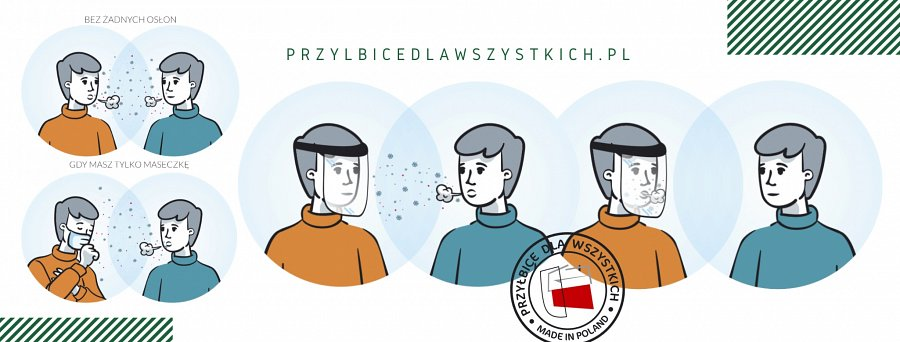 BEZ ŻADNYCH OSŁON
PRZYLBICEDLAWSZYSTKICH.PL
GDY MASZ TYLKO MASECZKĘ
PRZYŁBICE DLA WSZYSTKICH
MADE IN POLAND